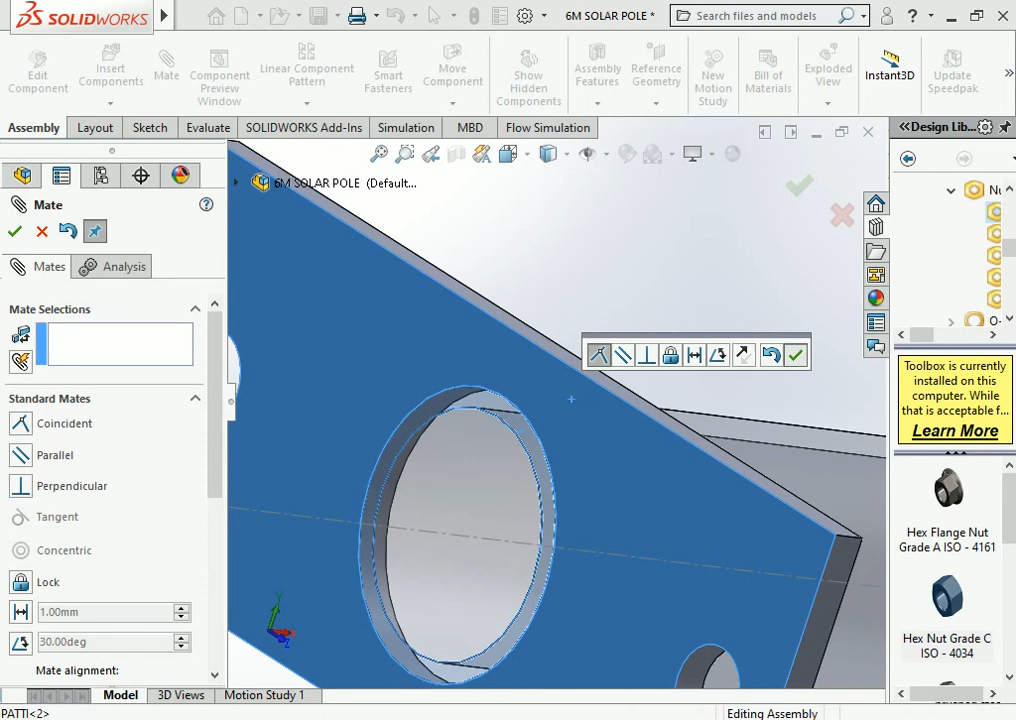 SOLIDWORKS
6M SOLAR POLE *
Search files and models
Edit Component
Insert Components
Mate
Component Preview Window
Linear Component Pattern
Smart Fasteners
Move Component
Show Hidden Components
Assembly Features
Reference Geometry
New Motion Study
Bill of Materials
Exploded View
Instant3D
Update Speedpak
Assembly
Layout
Sketch
Evaluate
SOLIDWORKS Add-Ins
Simulation
MBD
Flow Simulation
Design Lib...
6M SOLAR POLE (Default...
Mate
Mates
Analysis
Mate Selections
Standard Mates
Coincident
Parallel
Perpendicular
Tangent
Concentric
Lock
1.00mm
30.00deg
Mate alignment:
Nu
O-
Toolbox is currently
installed on this
computer. While
that is acceptable f...
Learn More
Hex Flange Nut
Grade A ISO - 4161
Hex Nut Grade C
ISO - 4034
Y
Z
Model
3D Views
Motion Study 1
PATTI<2>
Editing Assembly